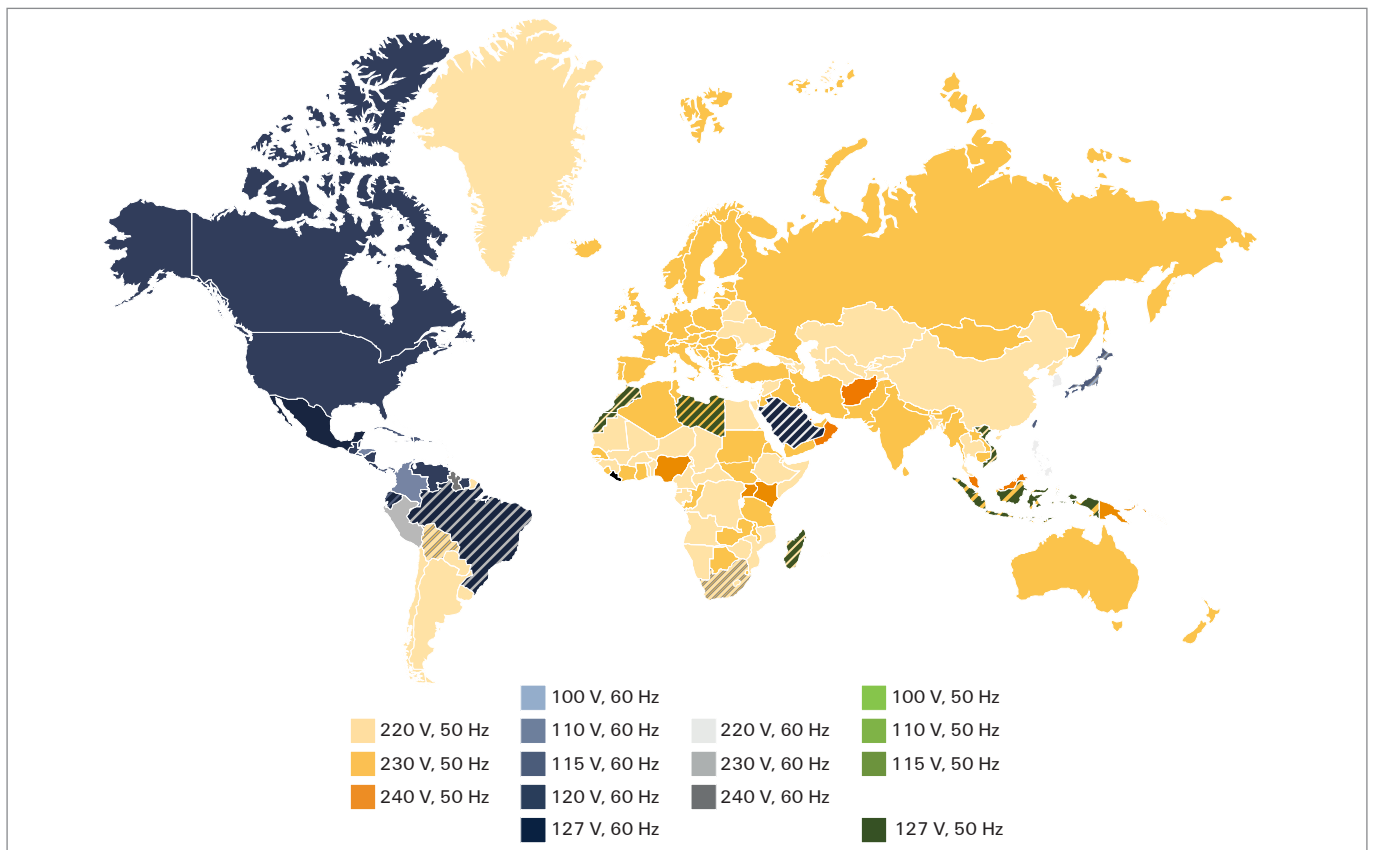 100 V, 60 Hz
100 V, 50 Hz
220 V, 50 Hz
110 V, 60 Hz
220 V, 60 Hz
110 V, 50 Hz
230 V, 50 Hz
115 V, 60 Hz
230 V, 60 Hz
115 V, 50 Hz
240 V, 50 Hz
120 V, 60 Hz
240 V, 60 Hz
127 V, 60 Hz
127 V, 50 Hz